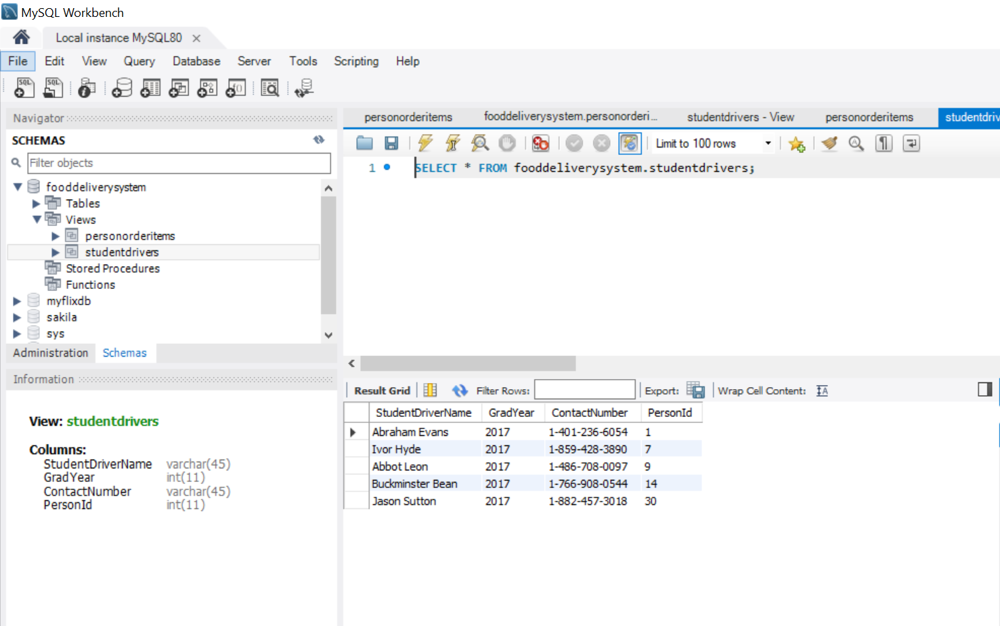 MySQL Workbench
Local instance MySQL80
File Edit View Query Database Server Tools Scripting Help
Navigator
SCHEMAS
Filter objects
fooddeliverysystem
Tables
Views
personorderitems
studentdrivers
Stored Procedures
Functions
myflixdb
sakila
sys
Administration Schemas
Information
View: studentdrivers
Columns:
StudentDriverName varchar(45)
GradYear int(11)
ContactNumber varchar(45)
PersonId int(11)
personorderitems fooddeliverysystem.personorderi... studentdrivers - View personorderitems studentdriv
Limit to 100 rows
1 SELECT * FROM fooddeliverysystem.studentdrivers;
Result Grid Filter Rows: Export: Wrap Cell Content:
StudentDriverName GradYear ContactNumber PersonId
Abraham Evans 2017 1-401-236-6054 1
Ivor Hyde 2017 1-859-428-3890 7
Abbot Leon 2017 1-486-708-0097 9
Buckminster Bean 2017 1-766-908-0544 14
Jason Sutton 2017 1-882-457-3018 30